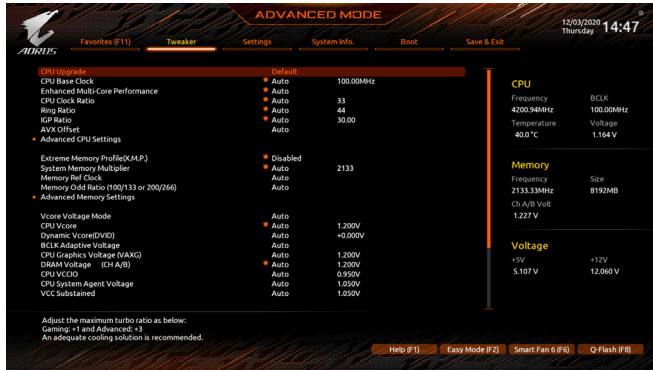 ADVANCED MODE
12/03/2020 Thursday 14:47
AORUS
Favorites (F11) Tweaker Settings System Info. Boot Save & Exit
CPU Upgrade Default
CPU Base Clock Auto 100.00MHz
Enhanced Multi-Core Performance Auto
CPU Clock Ratio Auto 33
Ring Ratio Auto 44
IGP Ratio Auto 30.00
AVX Offset Auto
Advanced CPU Settings
Extreme Memory Profile(X.M.P.) Disabled
System Memory Multiplier Auto 2133
Memory Ref Clock Auto
Memory Odd Ratio (100/133 or 200/266) Auto
Advanced Memory Settings
Vcore Voltage Mode Auto
CPU Vcore Auto 1.200V
Dynamic Vcore(DVID) Auto +0.000V
BCLK Adaptive Voltage Auto
CPU Graphics Voltage (VAXG) Auto 1.200V
DRAM Voltage (CH A/B) Auto 1.200V
CPU VCCIO Auto 0.950V
CPU System Agent Voltage Auto 1.050V
VCC Substained Auto 1.050V
CPU
Frequency BCLK
4200.94MHz 100.00MHz
Temperature Voltage
40.0 °C 1.164 V
Memory
Frequency Size
2133.33MHz 8192MB
Ch A/B Volt
1.227 V
Voltage
+5V +12V
5.107 V 12.060 V
Adjust the maximum turbo ratio as below:
Gaming: +1 and Advanced: +3
An adequate cooling solution is recommended.
Help (F1) Easy Mode (F2) Smart Fan 6 (F6) Q-Flash (F8)